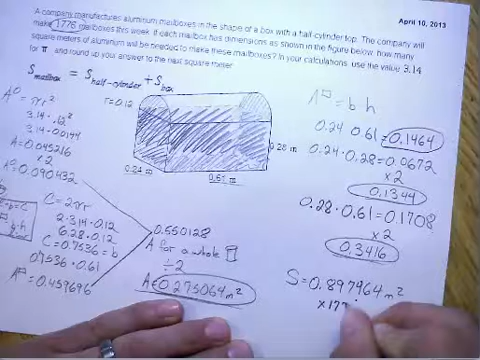 April 10, 2013
A company manufactures aluminum mailboxes in the shape of a box with a half-cylinder top. The company will
make 1776 mailboxes this week. If each mailbox has dimensions as shown in the figure below, how many
square meters of aluminum will be needed to make these mailboxes? In your calculations, use the value 3.14
for π and round up your answer to the next square meter.
S mailbox = S half-cylinder + S box
r=0.12
0.28 m
0.24 m
0.61 m
A = πr²
3.14 · .12²
3.14 · 0.0144
A = 0.045216
× 2
A = 0.090432
C = 2πr
2·3.14·0.12
6.28·0.12
C = 0.7536 = b
0.7536 · 0.61
A▭ = 0.459696
0.550128
A for a whole
÷ 2
A = 0.275064 m²
A▭ = b h
0.24 · 0.61 = 0.1464
0.24 · 0.28 = 0.0672
× 2
0.1344
0.28 · 0.61 = 0.1708
× 2
0.3416
S = 0.897464 m²